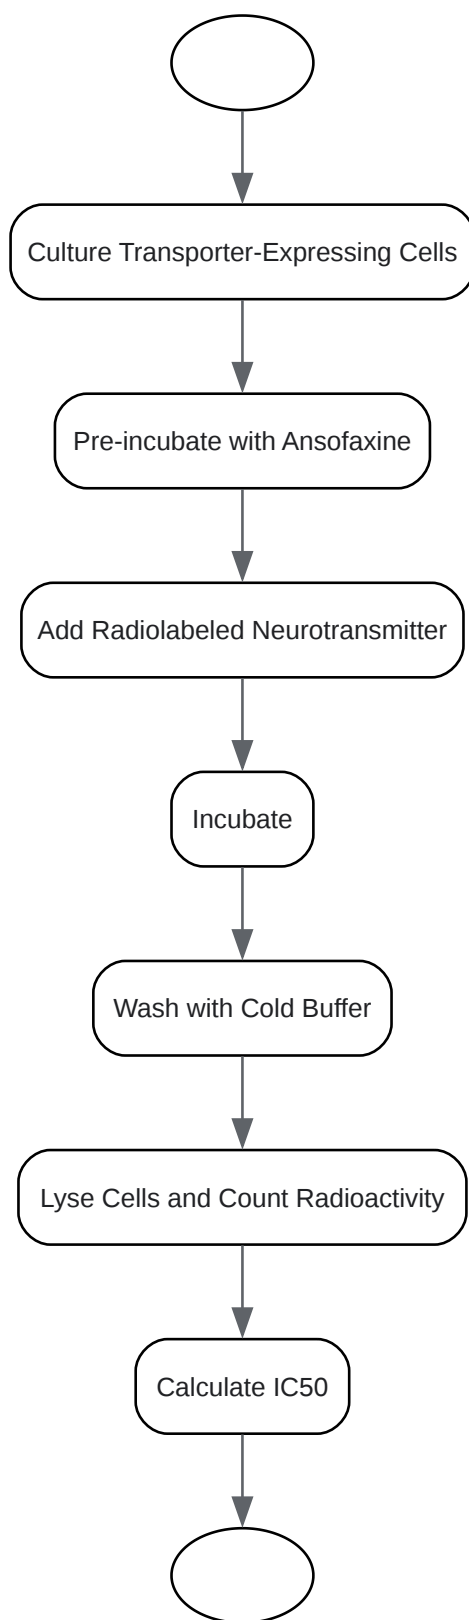 Culture Transporter-Expressing Cells
Pre-incubate with Ansofaxine
Add Radiolabeled Neurotransmitter
Incubate
Wash with Cold Buffer
Lyse Cells and Count Radioactivity
Calculate IC50